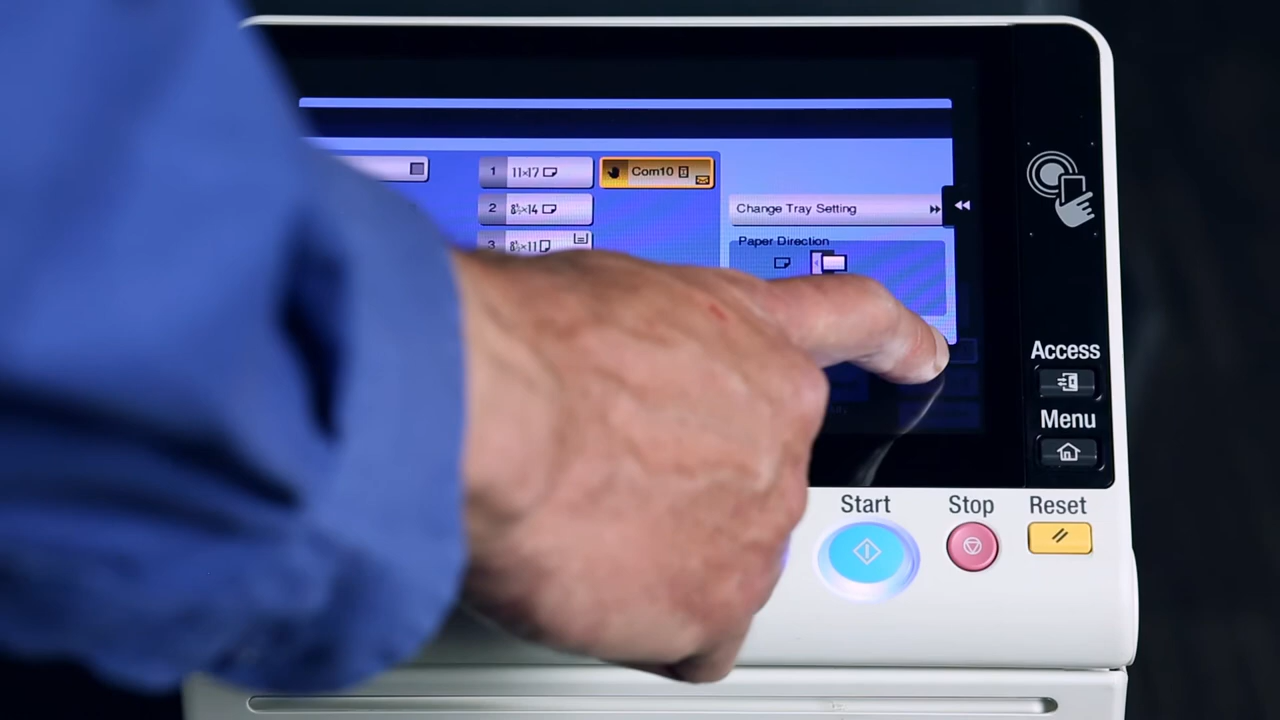 1 11×17
Com10
2 8½×14
Change Tray Setting
3 8½×11
Paper Direction
Access
Menu
Start
Stop
Reset